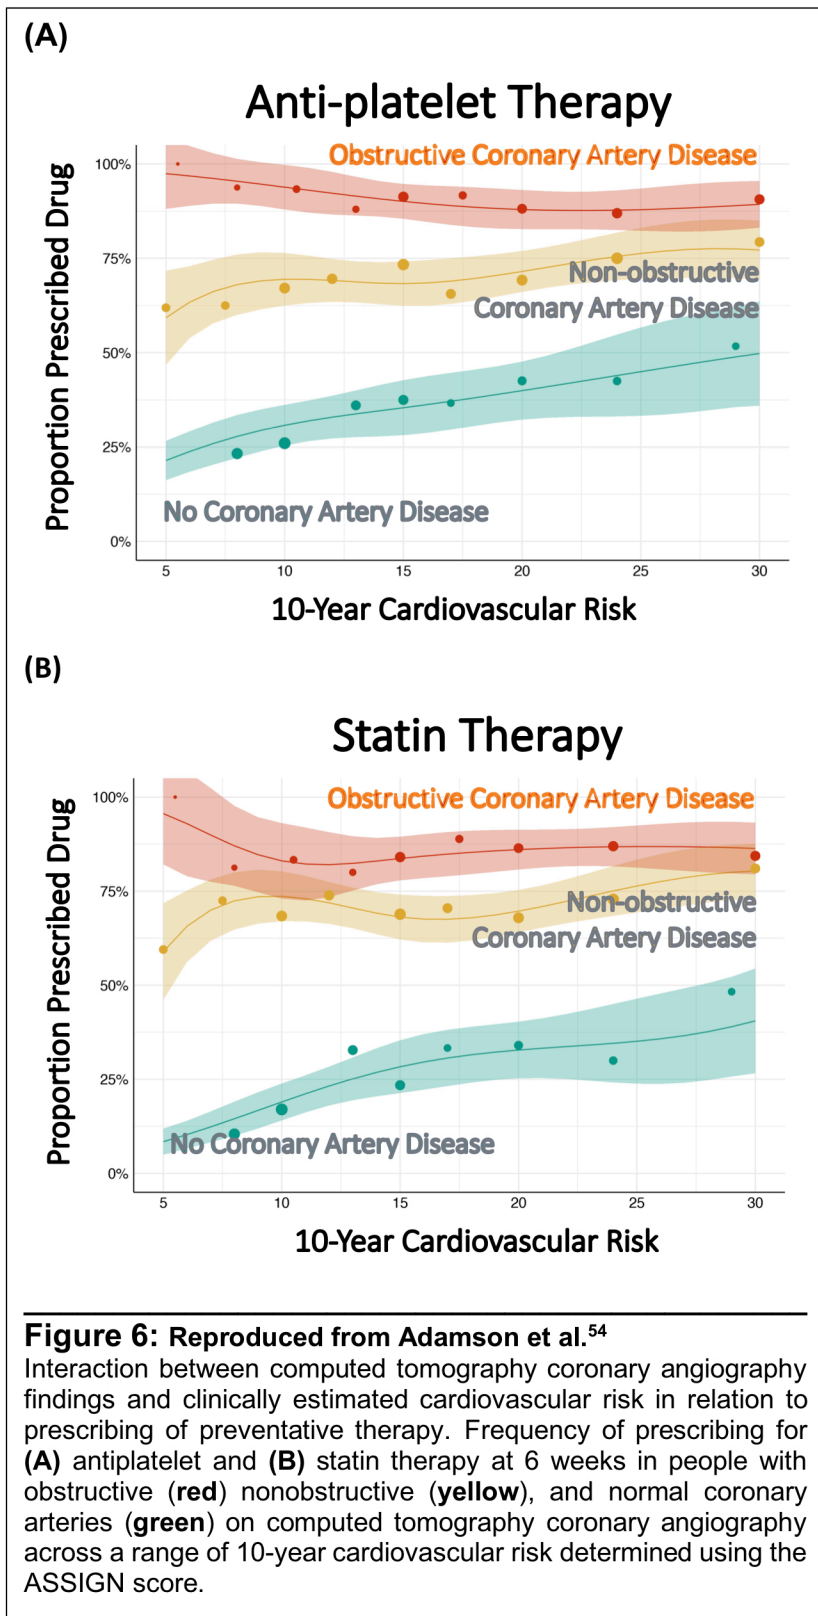 (A)
Anti-platelet Therapy
Proportion Prescribed Drug
100%
75%
50%
25%
0%
Obstructive Coronary Artery Disease
Non-obstructive
Coronary Artery Disease
No Coronary Artery Disease
5 10 15 20 25 30
10-Year Cardiovascular Risk
(B)
Statin Therapy
Proportion Prescribed Drug
100%
75%
50%
25%
0%
Obstructive Coronary Artery Disease
Non-obstructive
Coronary Artery Disease
No Coronary Artery Disease
5 10 15 20 25 30
10-Year Cardiovascular Risk
Figure 6: Reproduced from Adamson et al.54
Interaction between computed tomography coronary angiography
findings and clinically estimated cardiovascular risk in relation to
prescribing of preventative therapy. Frequency of prescribing for
(A) antiplatelet and (B) statin therapy at 6 weeks in people with
obstructive (red) nonobstructive (yellow), and normal coronary
arteries (green) on computed tomography coronary angiography
across a range of 10-year cardiovascular risk determined using the
ASSIGN score.